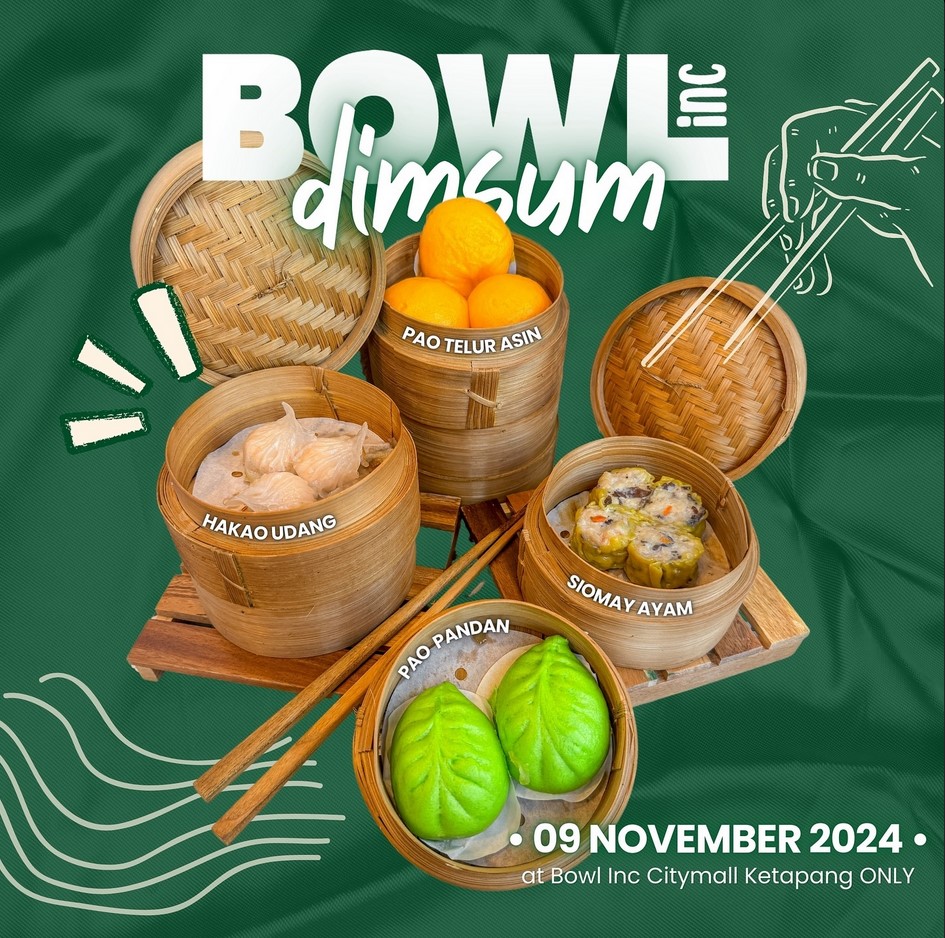 BOWL inc
dimsum
PAO TELUR ASIN
HAKAO UDANG
SIOMAY AYAM
PAO PANDAN
• 09 NOVEMBER 2024 •
at Bowl Inc Citymall Ketapang ONLY